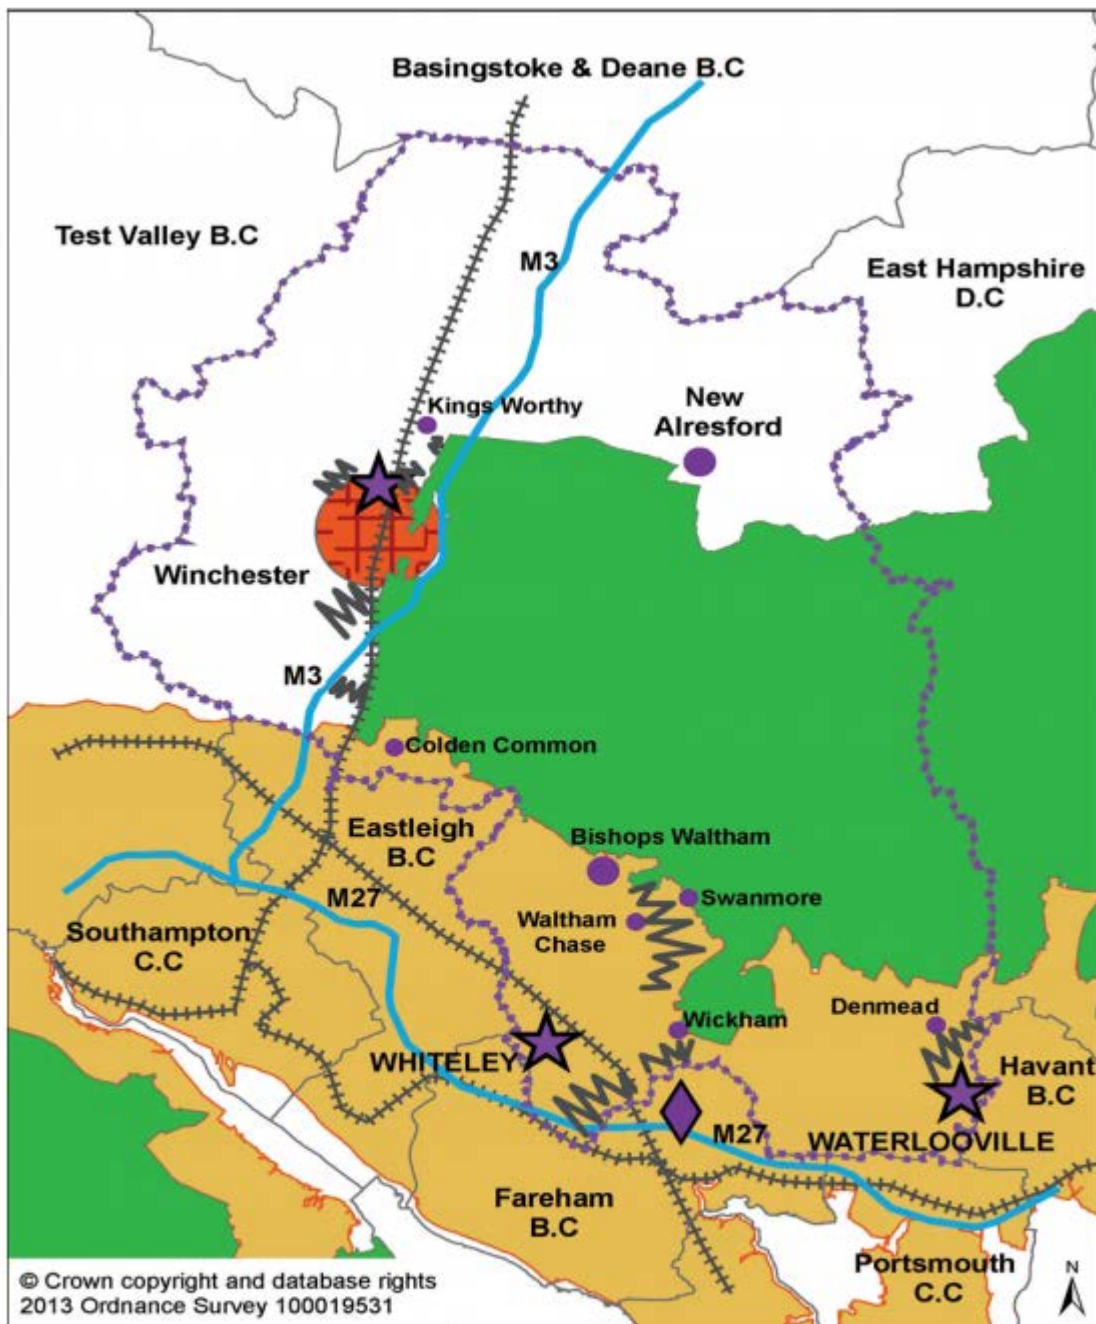 Basingstoke & Deane B.C
Test Valley B.C
M3
East Hampshire
D.C
Kings Worthy
New
Alresford
Winchester
M3
Colden Common
Eastleigh
B.C
Bishops Waltham
M27
Swanmore
Waltham
Chase
Southampton
C.C
Denmead
Wickham
WHITELEY
Havant
B.C
M27
WATERLOOVILLE
Fareham
B.C
Portsmouth
C.C
N
© Crown copyright and database rights
2013 Ordnance Survey 100019531